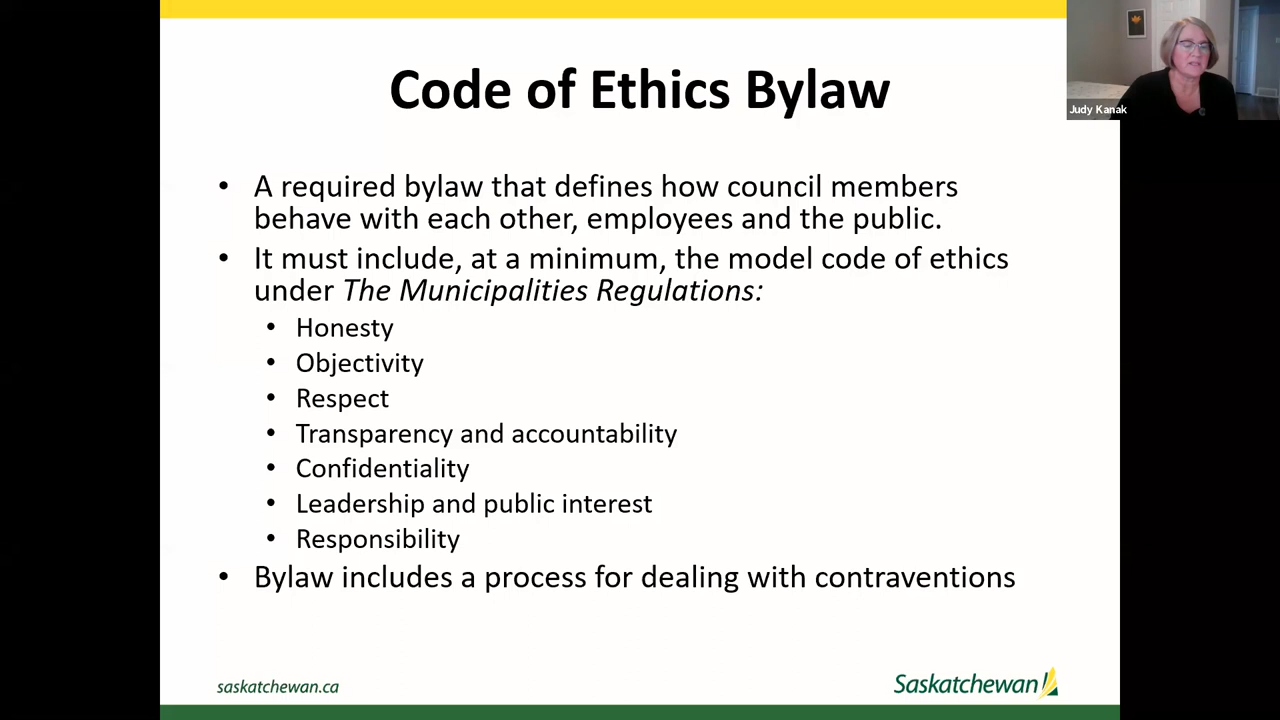 Code of Ethics Bylaw
Judy Kanak
• A required bylaw that defines how council members
behave with each other, employees and the public.
• It must include, at a minimum, the model code of ethics
under The Municipalities Regulations:
• Honesty
• Objectivity
• Respect
• Transparency and accountability
• Confidentiality
• Leadership and public interest
• Responsibility
• Bylaw includes a process for dealing with contraventions
saskatchewan.ca
Saskatchewan